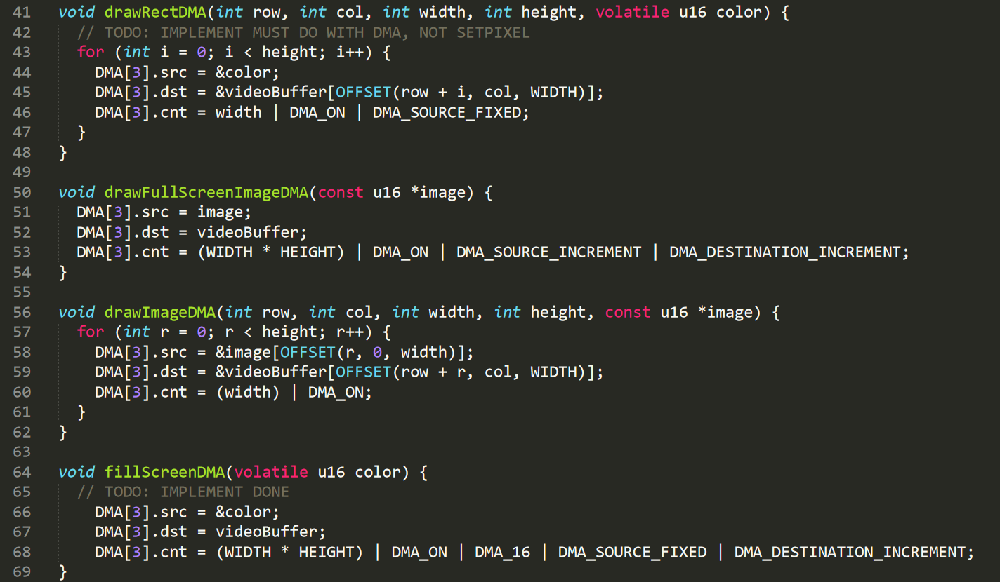 41 void drawRectDMA(int row, int col, int width, int height, volatile u16 color) {
42 // TODO: IMPLEMENT MUST DO WITH DMA, NOT SETPIXEL
43 for (int i = 0; i < height; i++) {
44 DMA[3].src = &color;
45 DMA[3].dst = &videoBuffer[OFFSET(row + i, col, WIDTH)];
46 DMA[3].cnt = width | DMA_ON | DMA_SOURCE_FIXED;
47 }
48 }
49
50 void drawFullScreenImageDMA(const u16 *image) {
51 DMA[3].src = image;
52 DMA[3].dst = videoBuffer;
53 DMA[3].cnt = (WIDTH * HEIGHT) | DMA_ON | DMA_SOURCE_INCREMENT | DMA_DESTINATION_INCREMENT;
54 }
55
56 void drawImageDMA(int row, int col, int width, int height, const u16 *image) {
57 for (int r = 0; r < height; r++) {
58 DMA[3].src = &image[OFFSET(r, 0, width)];
59 DMA[3].dst = &videoBuffer[OFFSET(row + r, col, WIDTH)];
60 DMA[3].cnt = (width) | DMA_ON;
61 }
62 }
63
64 void fillScreenDMA(volatile u16 color) {
65 // TODO: IMPLEMENT DONE
66 DMA[3].src = &color;
67 DMA[3].dst = videoBuffer;
68 DMA[3].cnt = (WIDTH * HEIGHT) | DMA_ON | DMA_16 | DMA_SOURCE_FIXED | DMA_DESTINATION_INCREMENT;
69 }